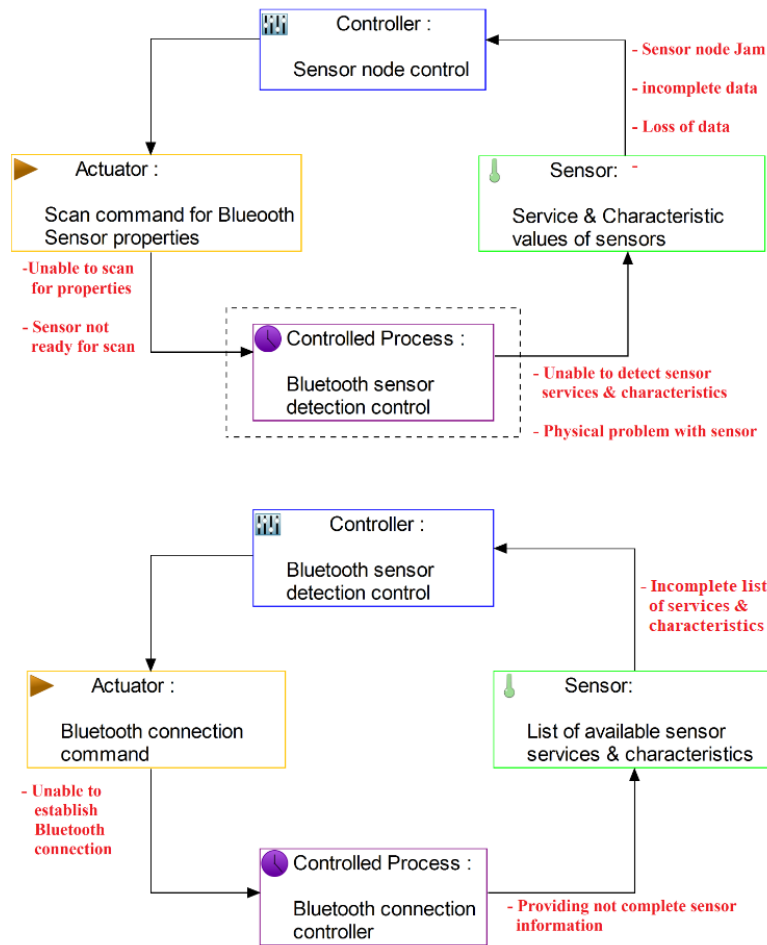 Controller :
Sensor node control
- Sensor node Jam
- incomplete data
- Loss of data
-
Actuator :
Scan command for Blueooth
Sensor properties
Sensor:
Service & Characteristic
values of sensors
-Unable to scan
for properties
- Sensor not
ready for scan
Controlled Process :
Bluetooth sensor
detection control
- Unable to detect sensor
services & characteristics
- Physical problem with sensor
Controller :
Bluetooth sensor
detection control
- Incomplete list
of services &
characteristics
Actuator :
Bluetooth connection
command
Sensor:
List of available sensor
services & characteristics
- Unable to
establish
Bluetooth
connection
Controlled Process :
Bluetooth connection
controller
- Providing not complete sensor
information